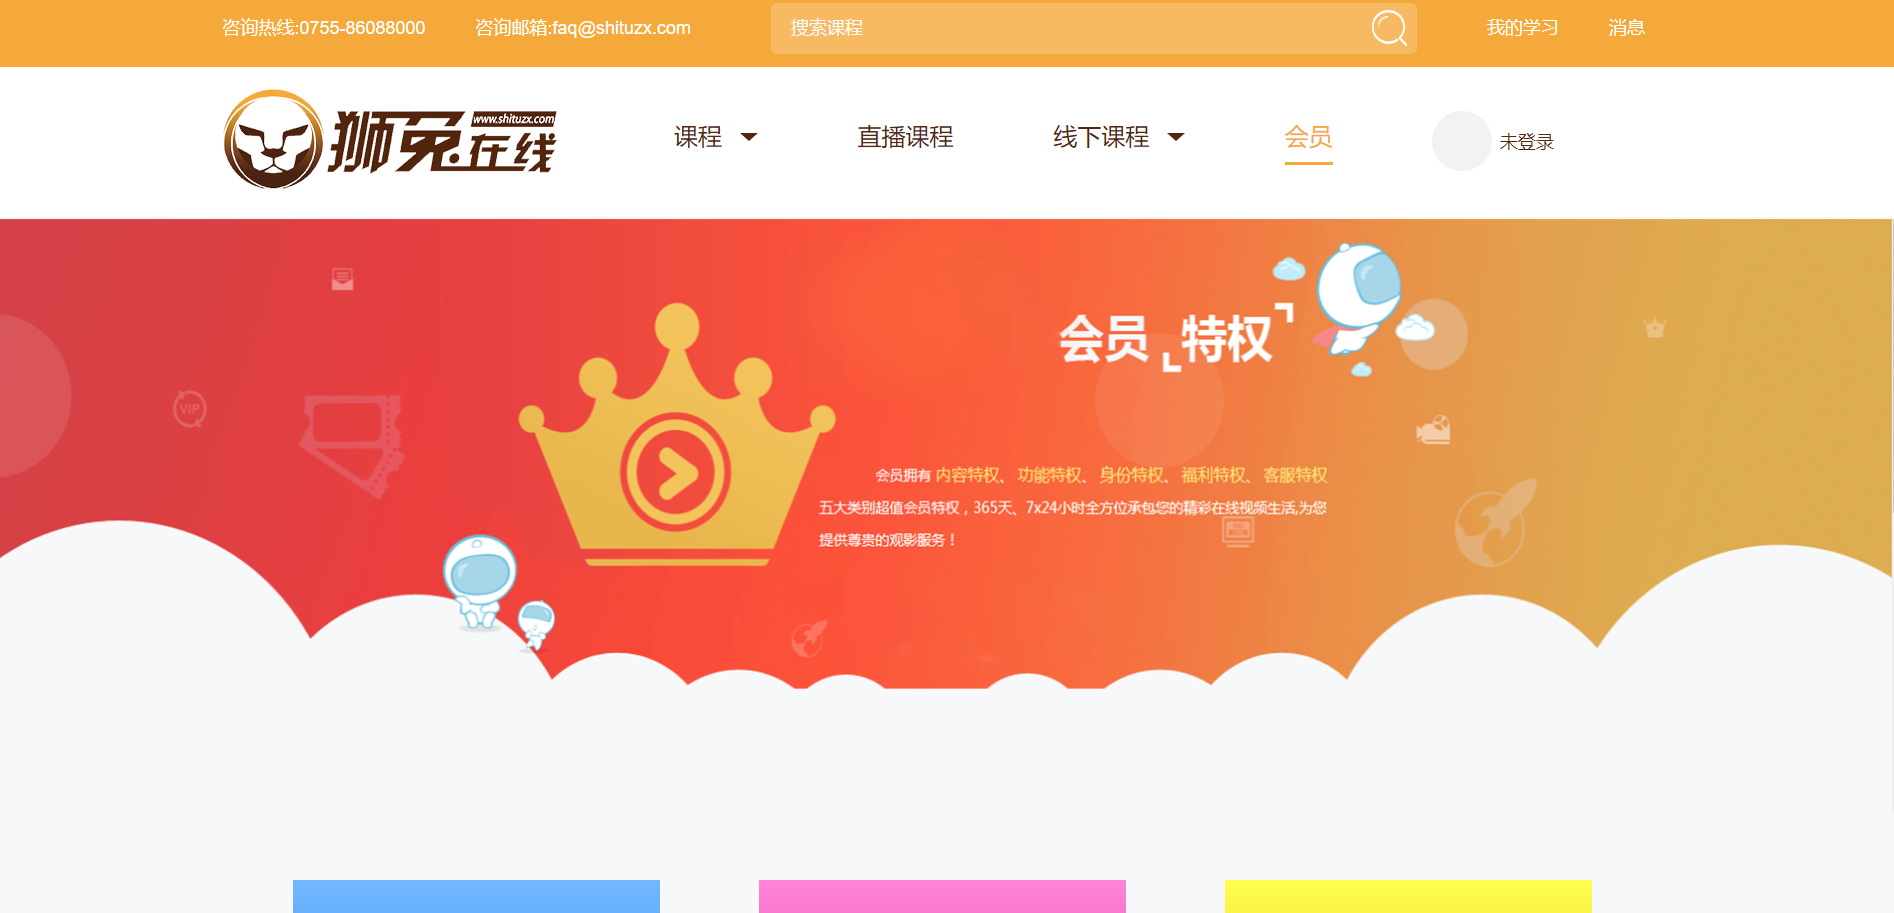 咨询热线:0755-86088000
咨询邮箱:faq@shituzx.com
搜索课程
我的学习
消息
狮兔在线
www.shituzx.com
课程
直播课程
线下课程
会员
未登录
会员 特权
VIP
会员拥有 内容特权、功能特权、身份特权、福利特权、客服特权
五大类别超值会员特权，365天、7x24小时全方位承包您的精彩在线视频生活,为您
提供尊贵的观影服务！
HD